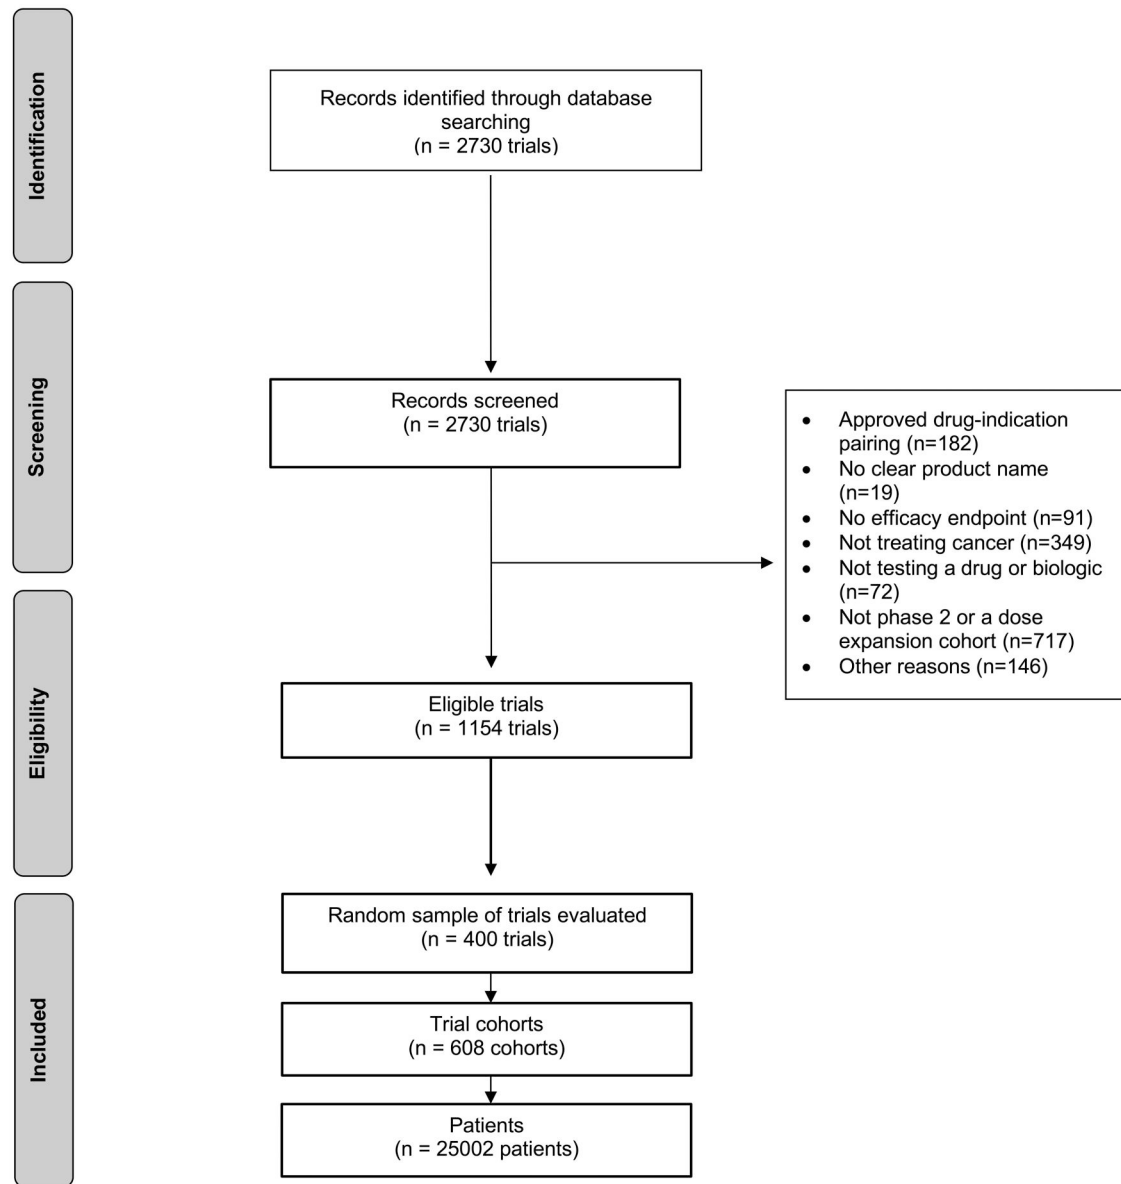 Identification
Records identified through database
searching
(n = 2730 trials)
Screening
Records screened
(n = 2730 trials)
• Approved drug-indication
pairing (n=182)
• No clear product name
(n=19)
• No efficacy endpoint (n=91)
• Not treating cancer (n=349)
• Not testing a drug or biologic
(n=72)
• Not phase 2 or a dose
expansion cohort (n=717)
• Other reasons (n=146)
Eligibility
Eligible trials
(n = 1154 trials)
Included
Random sample of trials evaluated
(n = 400 trials)
Trial cohorts
(n = 608 cohorts)
Patients
(n = 25002 patients)